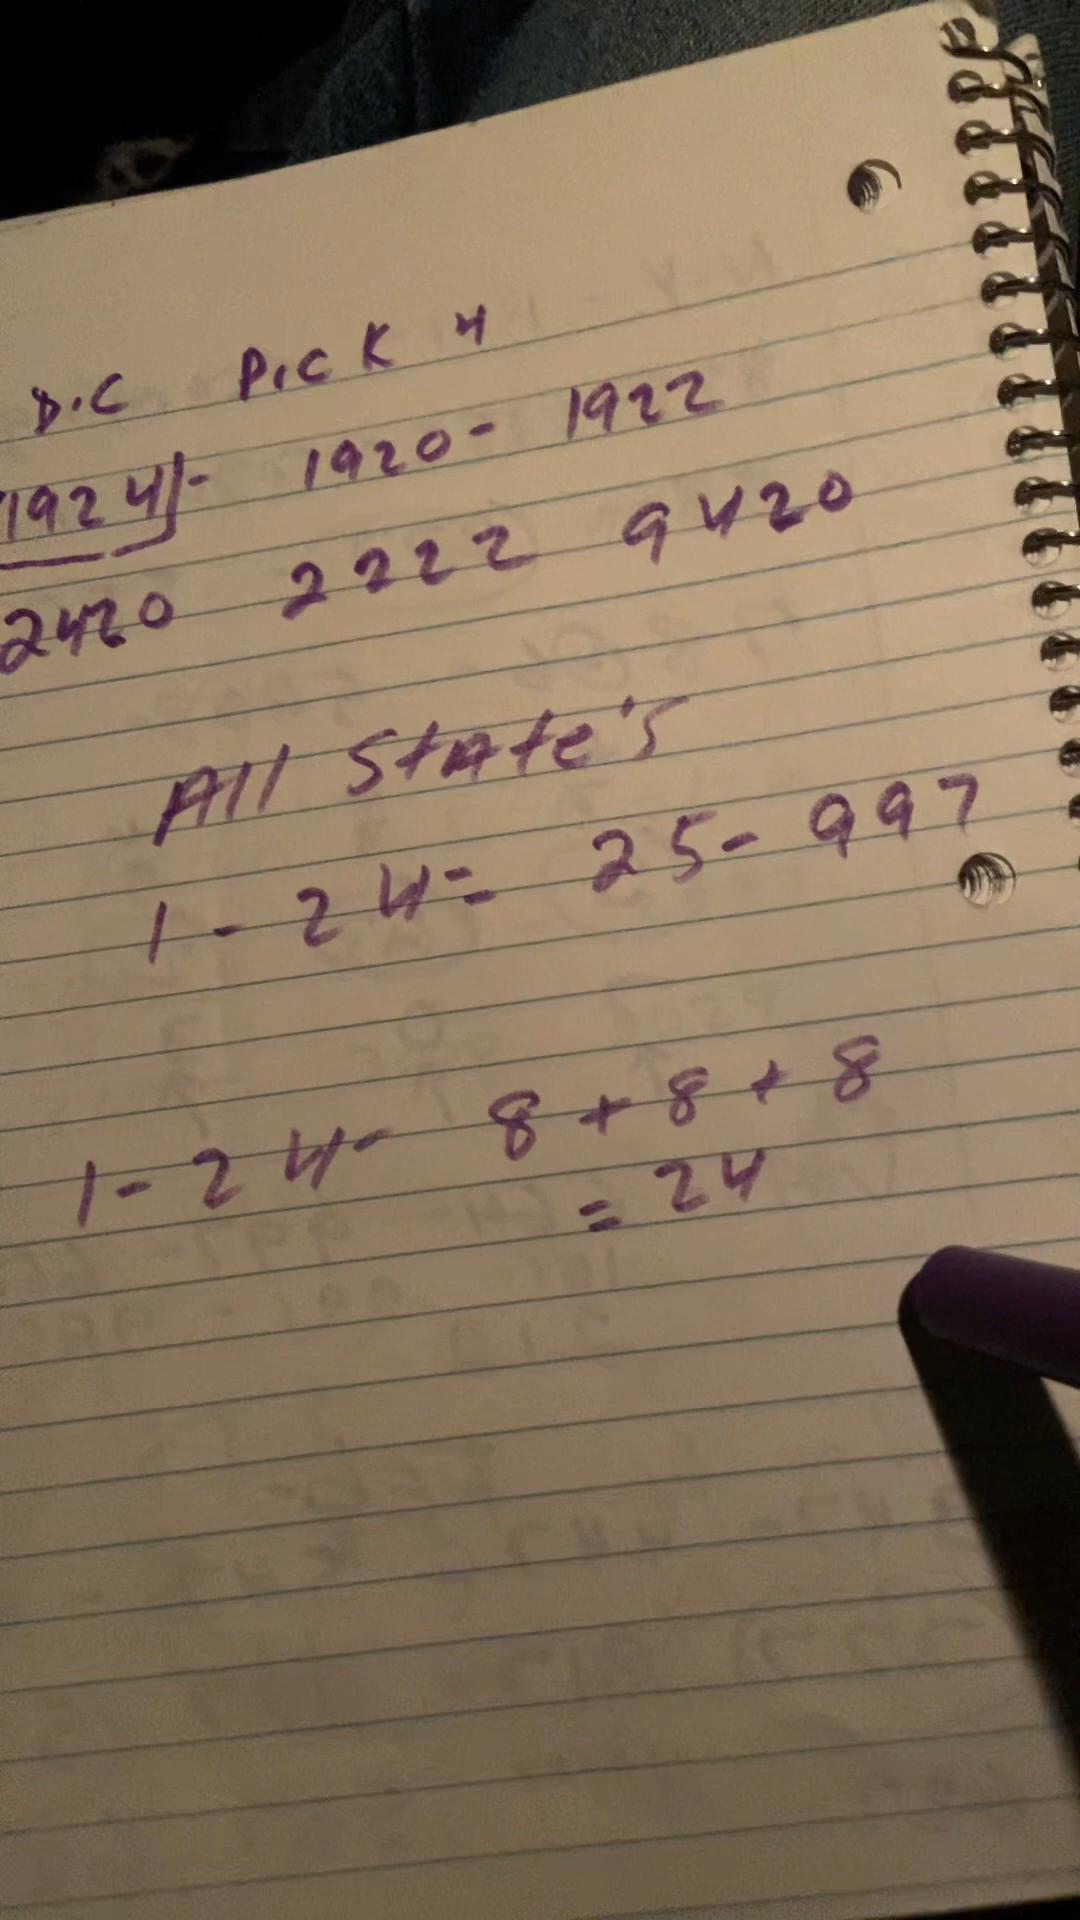 D.C PICK 4
1924- 1920- 1922
2420 2222 9420
All State's
1-24= 25-997
1-24- 8+8+8
=24